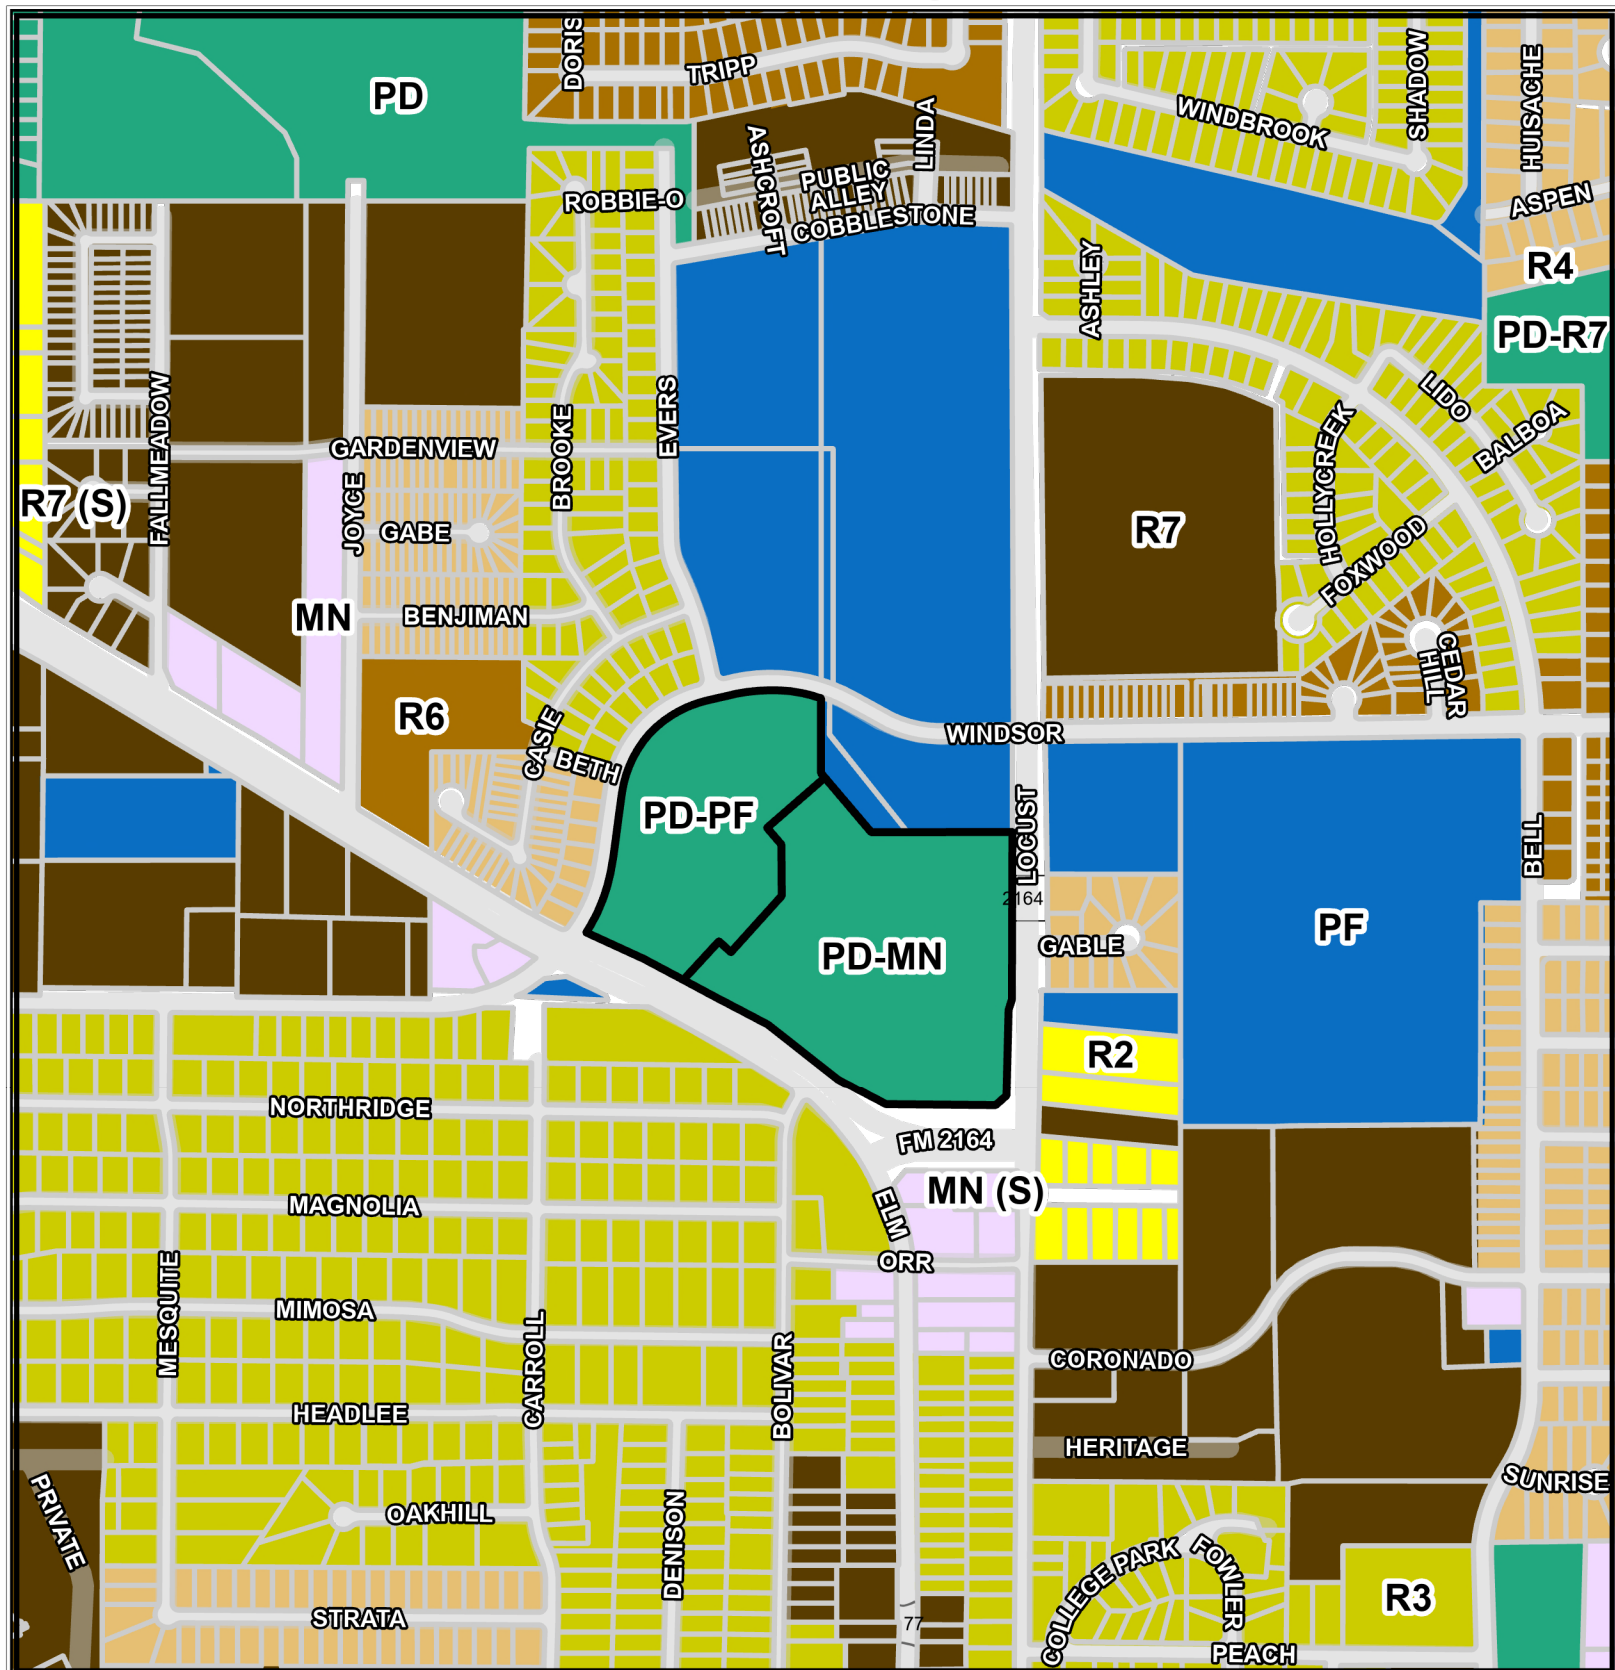 DORIS
TRIPP
PD
SHADOW
HUISACHE
WINDBROOK
LINDA
ASHCROFT
PUBLIC
ALLEY
ROBBIE-O
ASPEN
COBBLESTONE
R4
ASHLEY
PD-R7
LIDO
FALLMEADOW
EVERS
BROOKE
HOLLYCREEK
BALBOA
GARDENVIEW
R7 (S)
JOYCE
GABE
R7
FOXWOOD
MN
BENJIMAN
CEDAR
HILL
R6
WINDSOR
CASIE
BETH
PD-PF
LOCUST
BELL
2164
PF
GABLE
PD-MN
R2
NORTHRIDGE
FM 2164
MN (S)
MAGNOLIA
ELM
ORR
MESQUITE
MIMOSA
CARROLL
BOLIVAR
CORONADO
HEADLEE
HERITAGE
SUNRISE
PRIVATE
OAKHILL
DENISON
COLLEGE PARK
FOWLER
R3
STRATA
77
PEACH